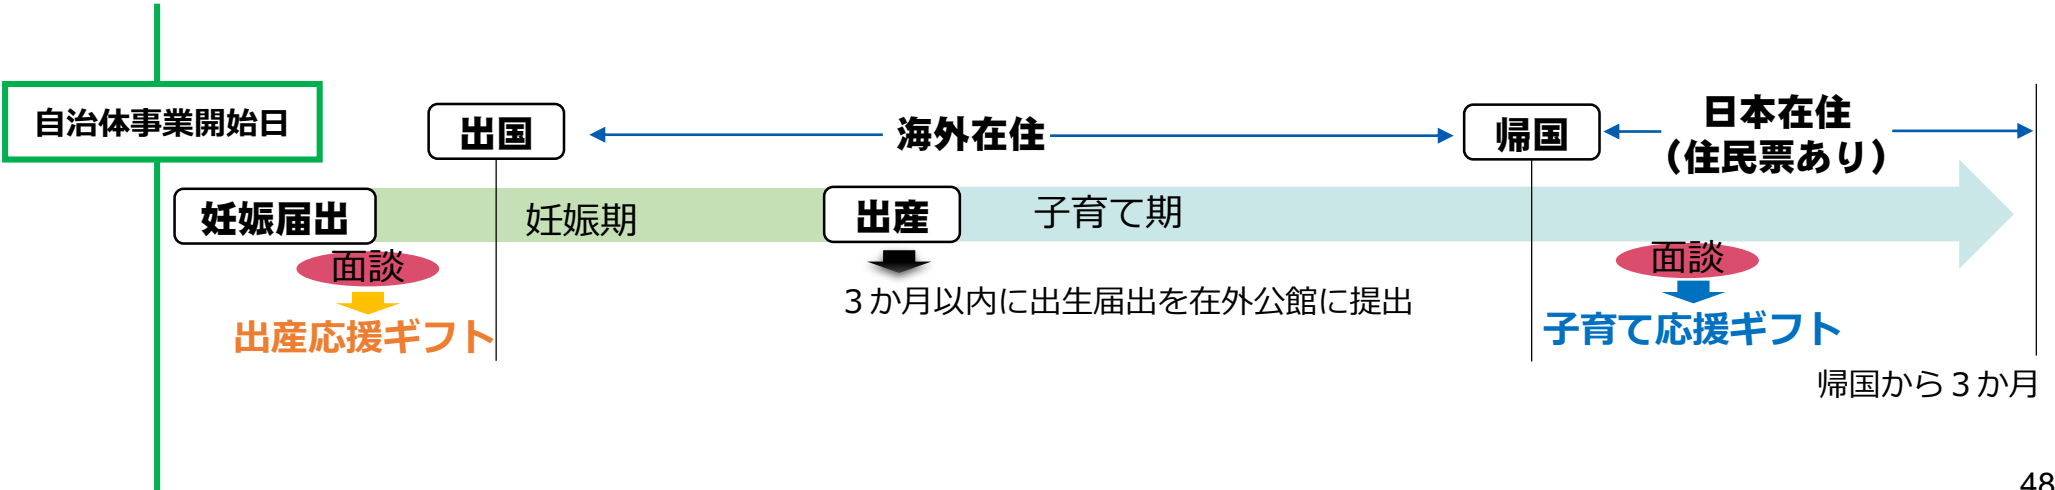 自治体事業開始日
出国
海外在住
帰国
日本在住
（住民票あり）
妊娠届出
妊娠期
出産
子育て期
面談
出産応援ギフト
３か月以内に出生届出を在外公館に提出
面談
子育て応援ギフト
帰国から３か月
48